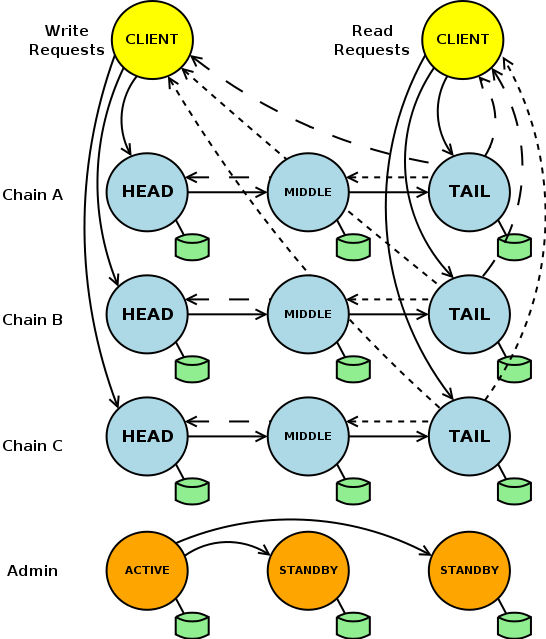 Write
Requests
CLIENT
Read
Requests
CLIENT
Chain A
HEAD
MIDDLE
TAIL
Chain B
HEAD
MIDDLE
TAIL
Chain C
HEAD
MIDDLE
TAIL
Admin
ACTIVE
STANDBY
STANDBY